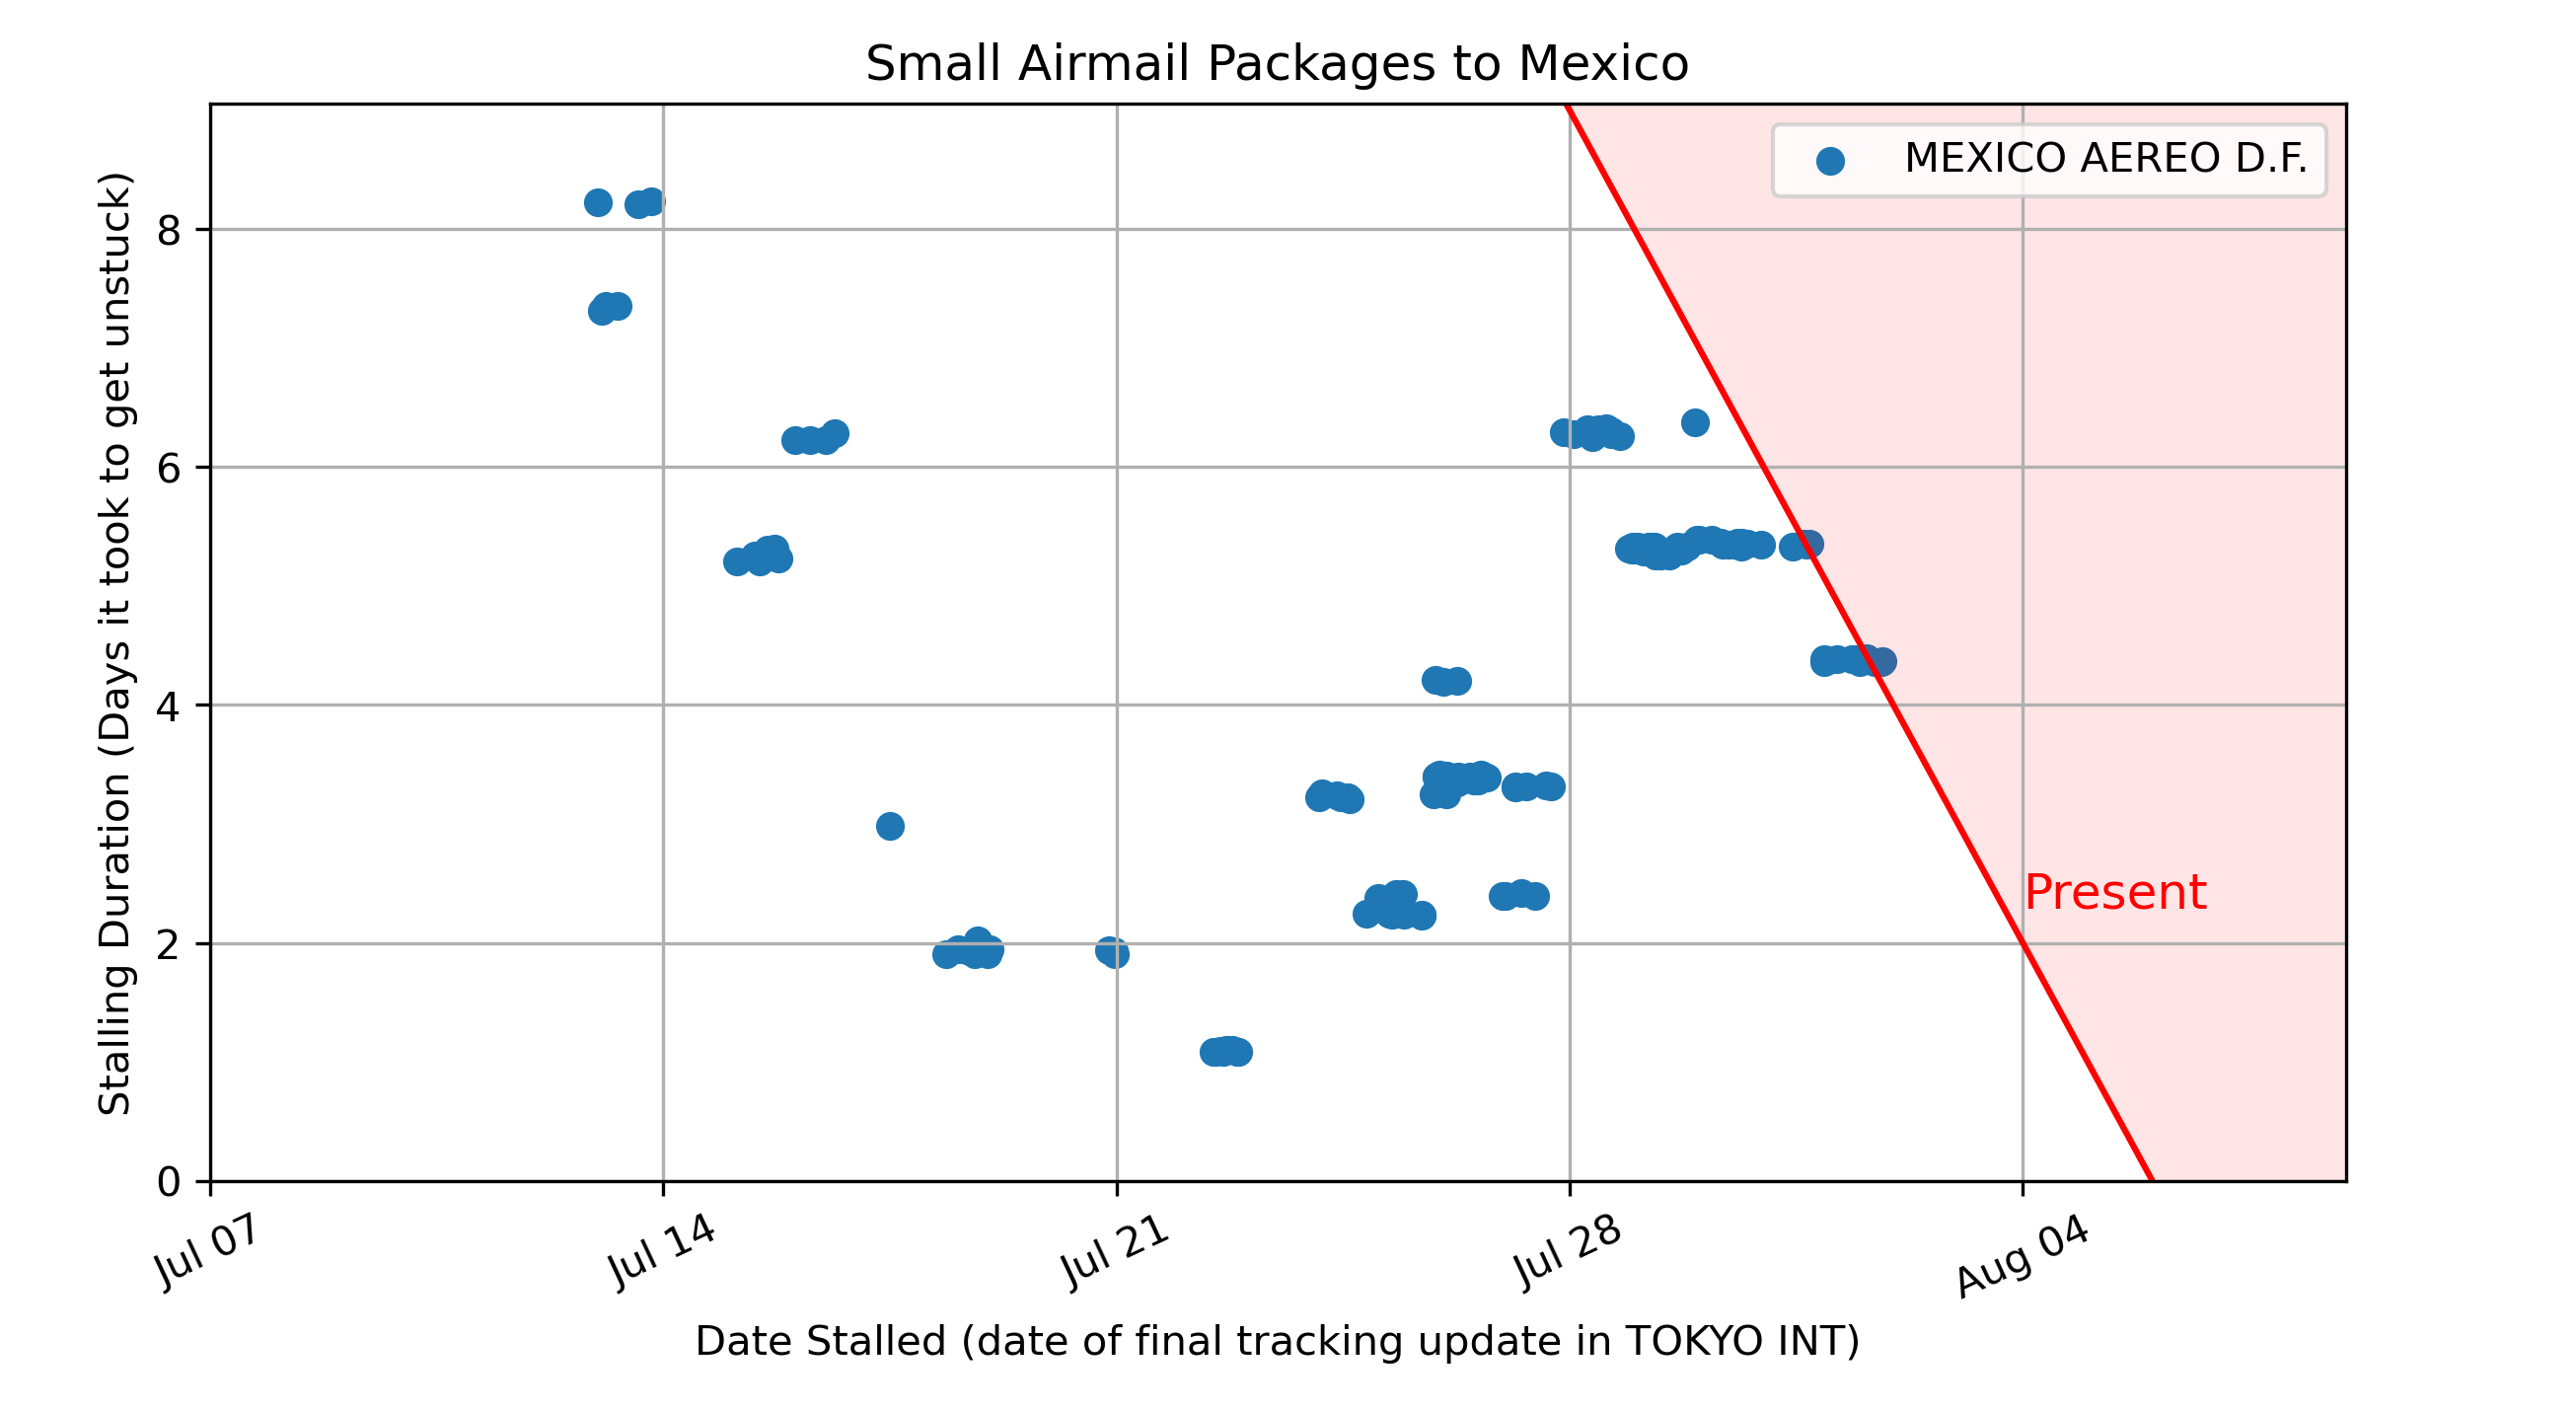 Small Airmail Packages to Mexico
MEXICO AEREO D.F.
Stalling Duration (Days it took to get unstuck)
8
6
4
2
0
Present
Jul 07
Jul 14
Jul 21
Jul 28
Aug 04
Date Stalled (date of final tracking update in TOKYO INT)